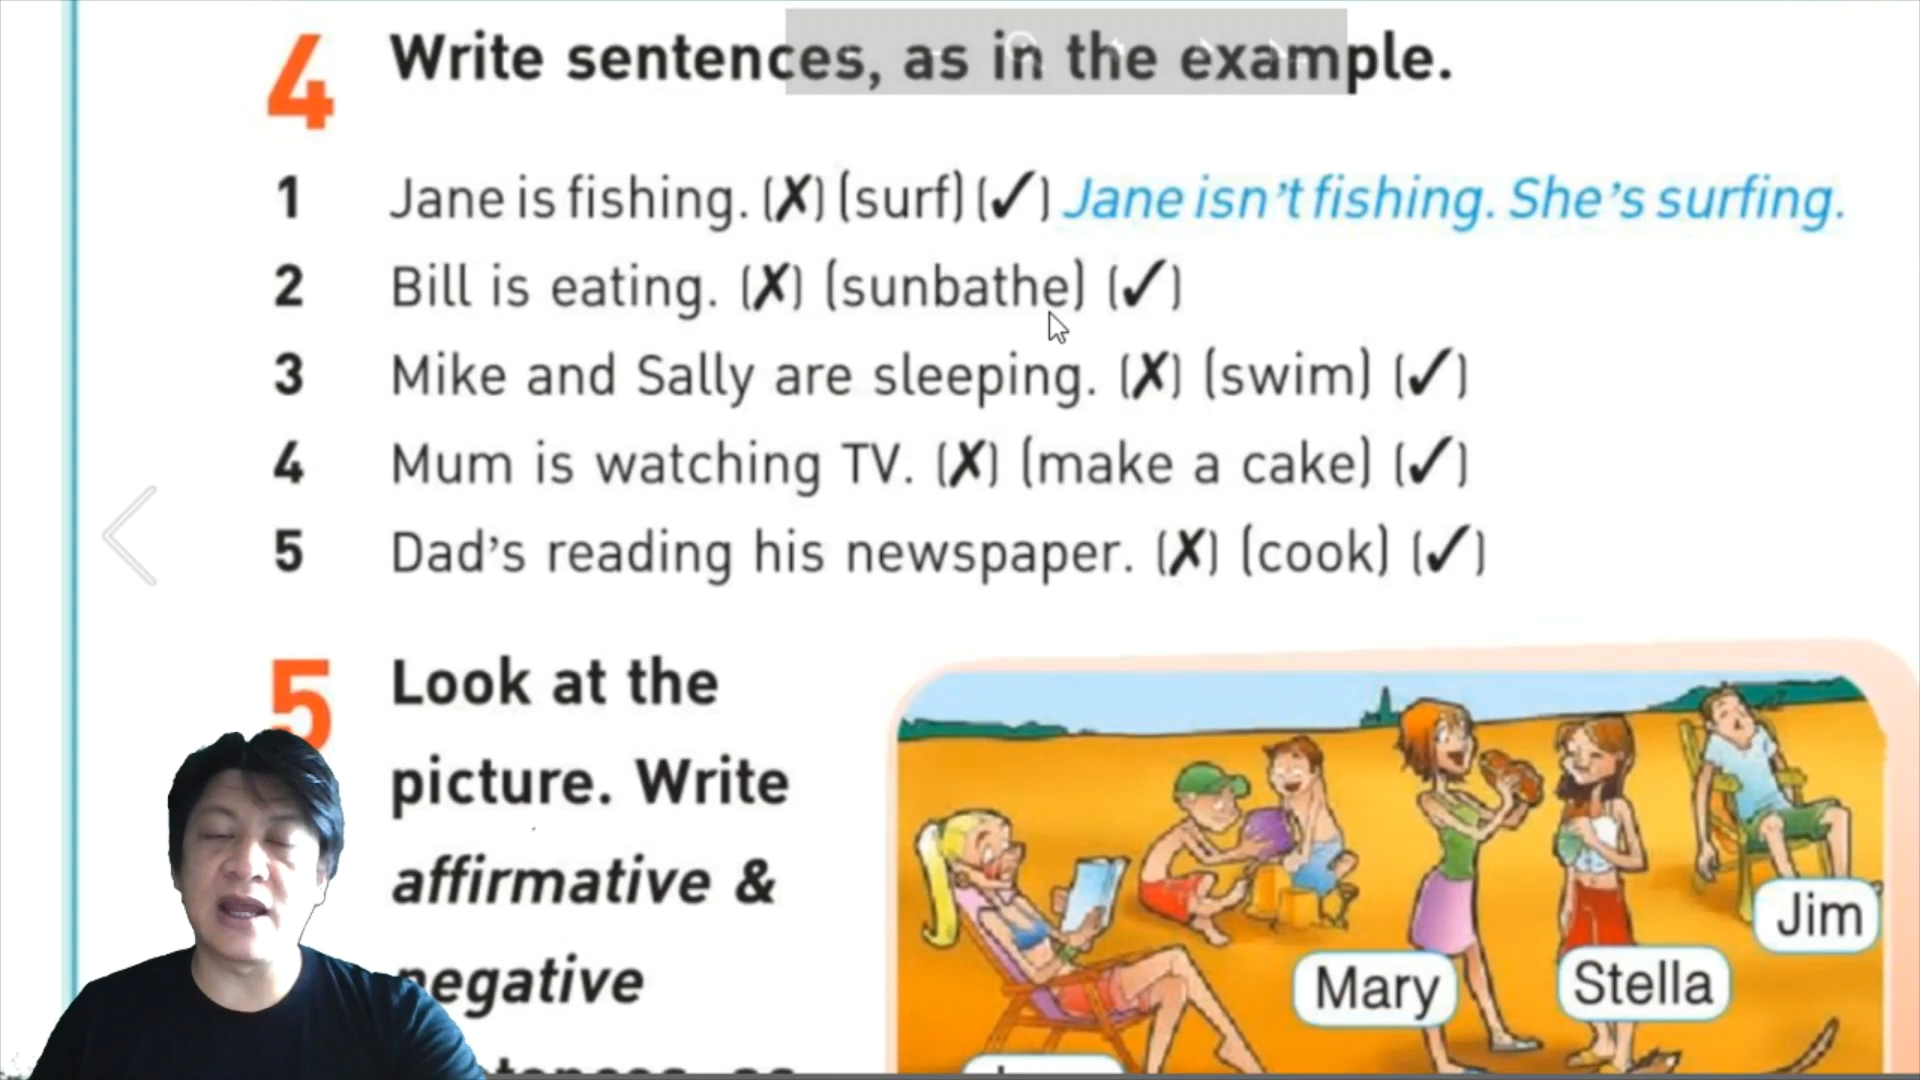 4 Write sentences, as in the example.
1 Jane is fishing. (✗) (surf) (✓) Jane isn't fishing. She's surfing.
2 Bill is eating. (✗) (sunbathe) (✓)
3 Mike and Sally are sleeping. (✗) (swim) (✓)
4 Mum is watching TV. (✗) (make a cake) (✓)
5 Dad's reading his newspaper. (✗) (cook) (✓)
5 Look at the
picture. Write
affirmative &
negative
Jim
Mary
Stella